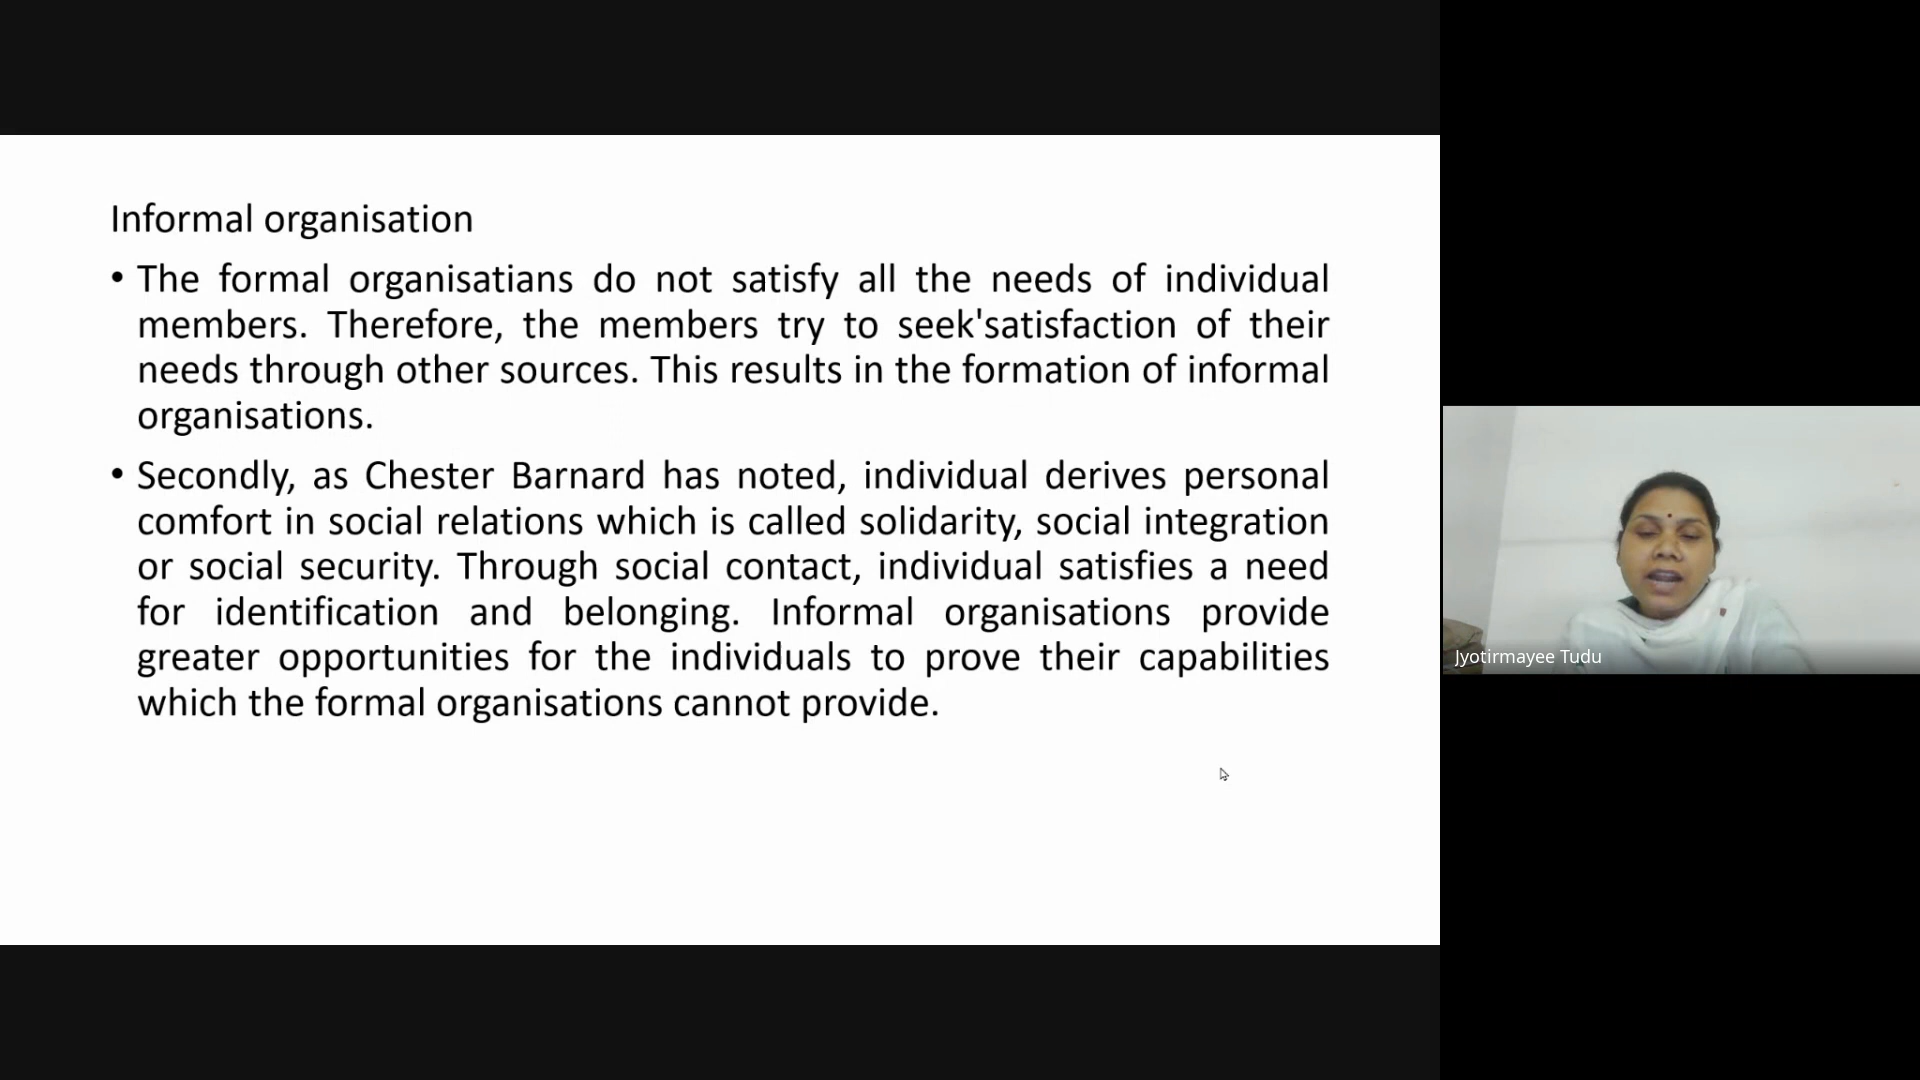 Informal organisation
• The formal organisatians do not satisfy all the needs of individual
members. Therefore, the members try to seek'satisfaction of their
needs through other sources. This results in the formation of informal
organisations.
• Secondly, as Chester Barnard has noted, individual derives personal
comfort in social relations which is called solidarity, social integration
or social security. Through social contact, individual satisfies a need
for identification and belonging. Informal organisations provide
greater opportunities for the individuals to prove their capabilities
which the formal organisations cannot provide.
Jyotirmayee Tudu